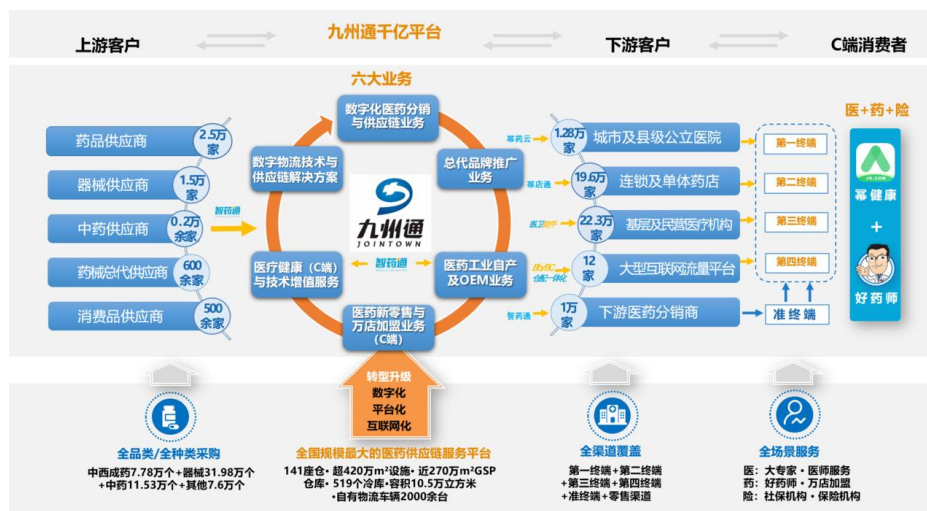 上游客户
九州通千亿平台
下游客户
C端消费者
六大业务
医+药+险
药品供应商
2.5万
家
器械供应商
1.5万
家
中药供应商
0.2万
余家
药械总代供应商
600
余家
消费品供应商
500
余家
智药通
数字化医药分销
与供应链业务
总代品牌推广
业务
医药工业自产
及OEM业务
医药新零售与
万店加盟业务
（C端）
医疗健康（C端）
与技术增值服务
数字物流技术与
供应链解决方案
九州通
JOINTOWN
智药通
幂药云
1.28万
家
城市及县级公立医院
幂店通
19.6万
家
连锁及单体药店
22.3万
家
基层及民营医疗机构
12
家
大型互联网流量平台
智药通
1万
家
下游医药分销商
第一终端
第二终端
第三终端
第四终端
准终端
幂健康
+
好药师
转型升级
数字化
平台化
互联网化
全品类/全种类采购
中西成药7.78万个+器械31.98万个
+中药11.53万个+其他7.6万个
全国规模最大的医药供应链服务平台
141座仓·超420万m²设施·近270万m²GSP
仓库·519个冷库·容积10.5万立方米
·自有物流车辆2000余台
全渠道覆盖
第一终端+第二终端
+第三终端+第四终端
+准终端+零售渠道
全场景服务
医：大专家·医师服务
药：好药师·万店加盟
险：社保机构·保险机构